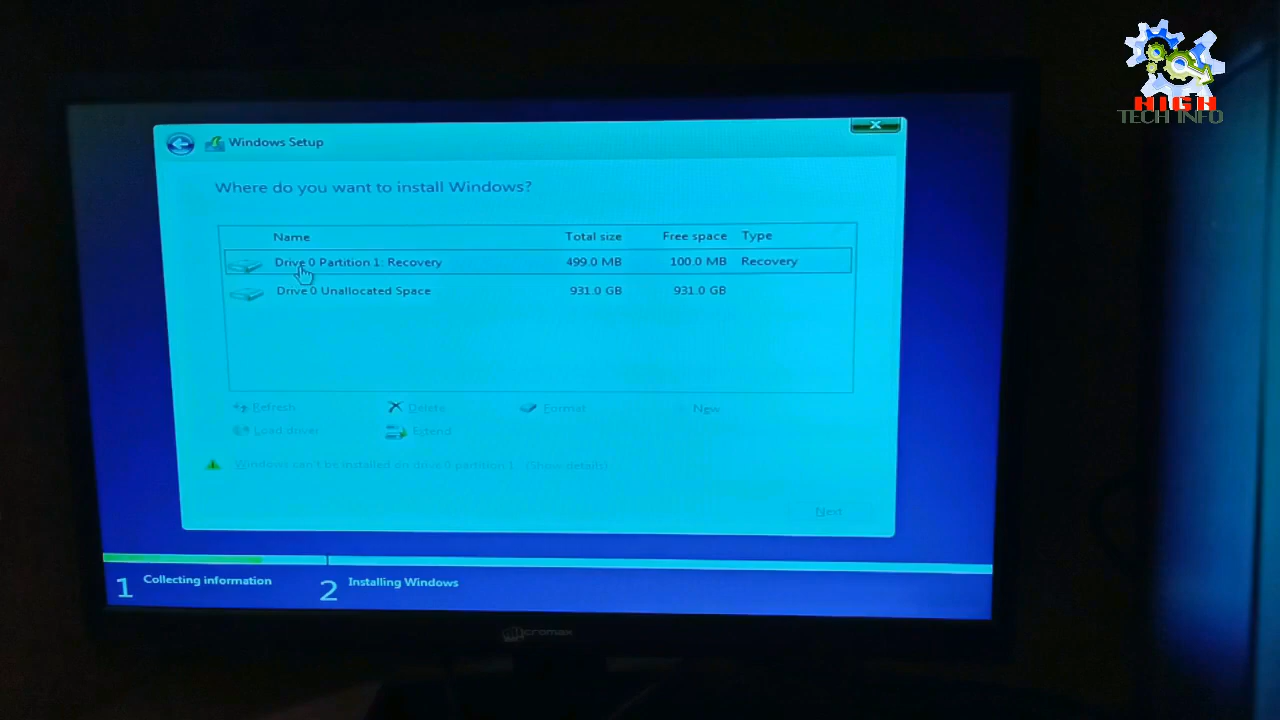 HIGH
TECH INFO
Windows Setup
Where do you want to install Windows?
Name Total size Free space Type
Drive 0 Partition 1: Recovery 499.0 MB 100.0 MB Recovery
Drive 0 Unallocated Space 931.0 GB 931.0 GB
Refresh Delete Format New
Load driver Extend
Windows can't be installed on drive 0 partition 1. (Show details)
Next
1 Collecting information 2 Installing Windows
micromax